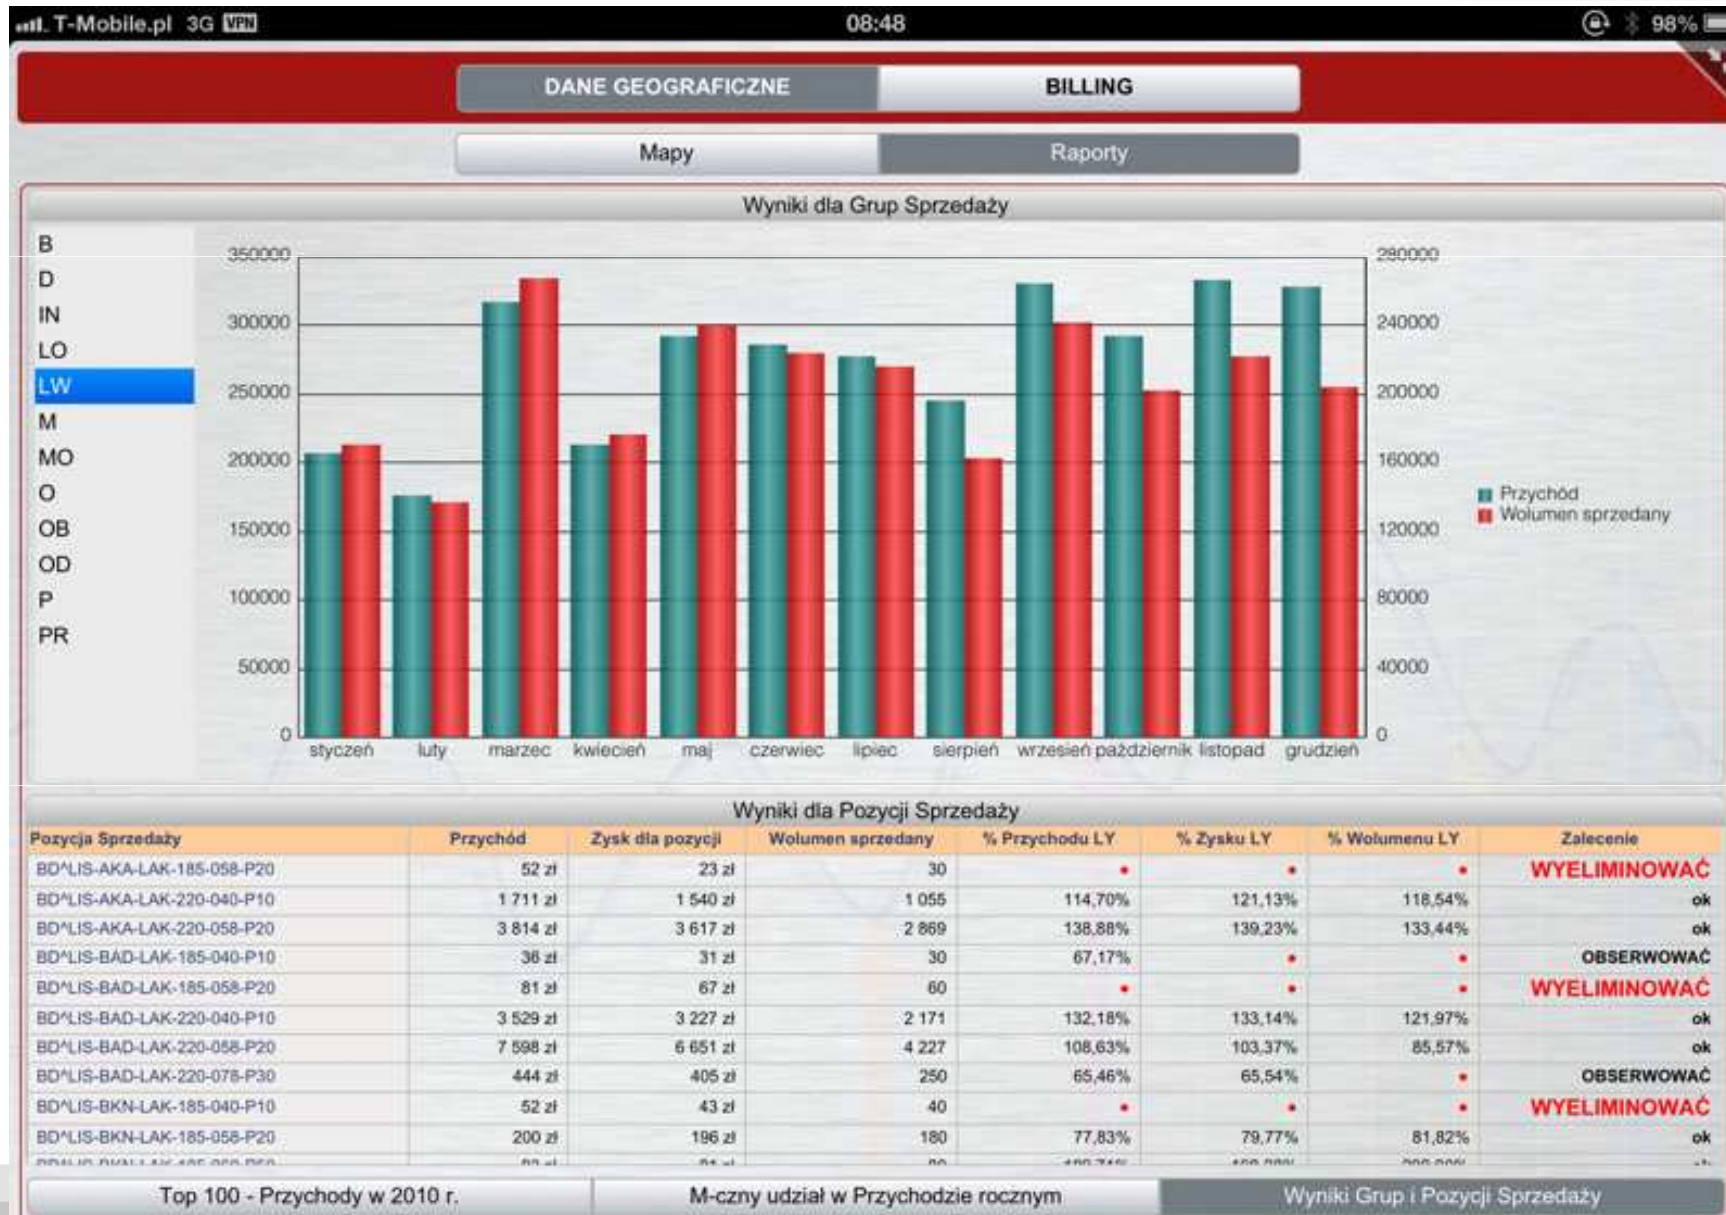 T-Mobile.pl 3G VPN 08:48 98%
DANE GEOGRAFICZNE BILLING
Mapy Raporty
Wyniki dla Grup Sprzedaży
B
D
IN
LO
LW
M
MO
O
OB
OD
P
PR
350000 280000
300000 240000
250000 200000
200000 160000
150000 120000
100000 80000
50000 40000
0 0
styczeń luty marzec kwiecień maj czerwiec lipiec sierpień wrzesień październik listopad grudzień
Przychód
Wolumen sprzedany
Wyniki dla Pozycji Sprzedaży
Pozycja Sprzedaży Przychód Zysk dla pozycji Wolumen sprzedany % Przychodu LY % Zysku LY % Wolumenu LY Zalecenie
BD^LIS-AKA-LAK-185-058-P20 52 zł 23 zł 30 • • • WYELIMINOWAĆ
BD^LIS-AKA-LAK-220-040-P10 1 711 zł 1 540 zł 1 055 114,70% 121,13% 118,54% ok
BD^LIS-AKA-LAK-220-058-P20 3 814 zł 3 617 zł 2 869 138,88% 139,23% 133,44% ok
BD^LIS-BAD-LAK-185-040-P10 36 zł 31 zł 30 67,17% • • OBSERWOWAĆ
BD^LIS-BAD-LAK-185-058-P20 81 zł 67 zł 60 • • • WYELIMINOWAĆ
BD^LIS-BAD-LAK-220-040-P10 3 529 zł 3 227 zł 2 171 132,18% 133,14% 121,97% ok
BD^LIS-BAD-LAK-220-058-P20 7 598 zł 6 651 zł 4 227 108,63% 103,37% 85,57% ok
BD^LIS-BAD-LAK-220-078-P30 444 zł 405 zł 250 65,46% 65,54% • OBSERWOWAĆ
BD^LIS-BKN-LAK-185-040-P10 52 zł 43 zł 40 • • • WYELIMINOWAĆ
BD^LIS-BKN-LAK-185-058-P20 200 zł 196 zł 180 77,83% 79,77% 81,82% ok
Top 100 - Przychody w 2010 r. M-czny udział w Przychodzie rocznym Wyniki Grup i Pozycji Sprzedaży